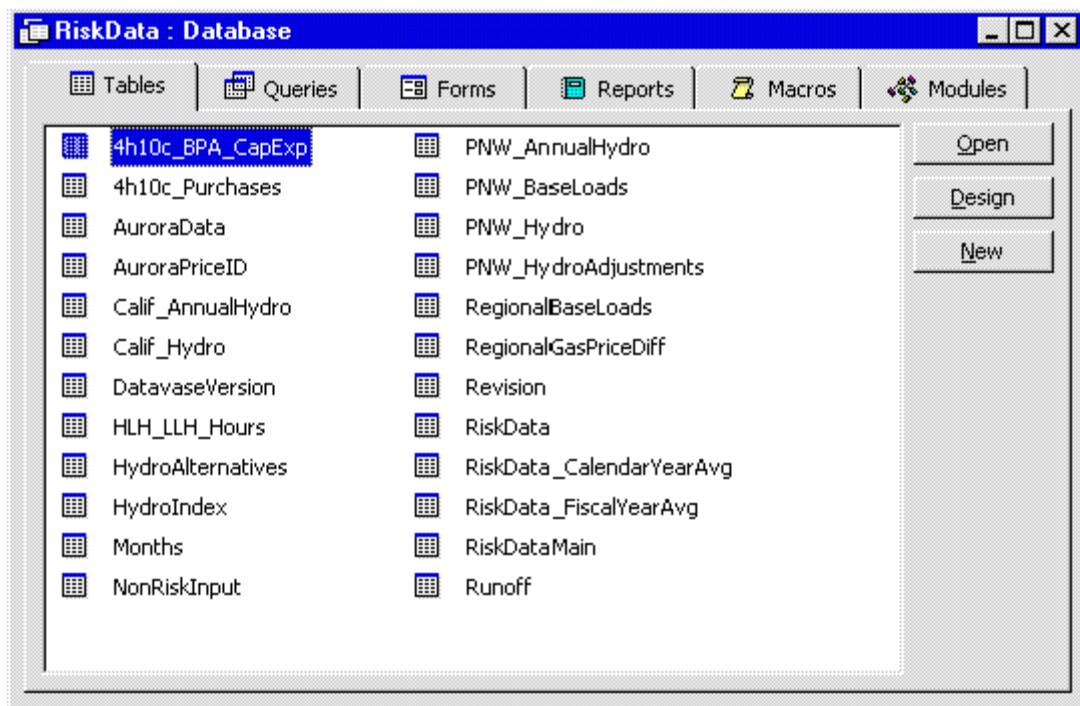 RiskData : Database
Tables Queries Forms Reports Macros Modules
4h10c_BPA_CapExp
4h10c_Purchases
AuroraData
AuroraPriceID
Calif_AnnualHydro
Calif_Hydro
DatavaseVersion
HLH_LLH_Hours
HydroAlternatives
HydroIndex
Months
NonRiskInput
PNW_AnnualHydro
PNW_BaseLoads
PNW_Hydro
PNW_HydroAdjustments
RegionalBaseLoads
RegionalGasPriceDiff
Revision
RiskData
RiskData_CalendarYearAvg
RiskData_FiscalYearAvg
RiskDataMain
Runoff
Open
Design
New